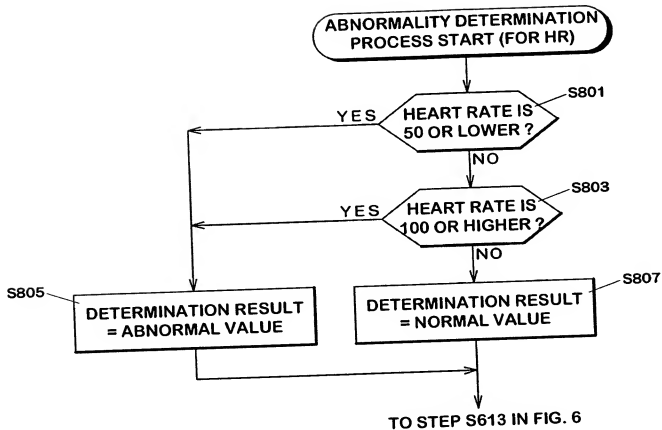 ABNORMALITY DETERMINATION
PROCESS START (FOR HR)
S801
HEART RATE IS
50 OR LOWER ?
YES
NO
S803
HEART RATE IS
100 OR HIGHER ?
YES
NO
S805
DETERMINATION RESULT
= ABNORMAL VALUE
S807
DETERMINATION RESULT
= NORMAL VALUE
TO STEP S613 IN FIG. 6